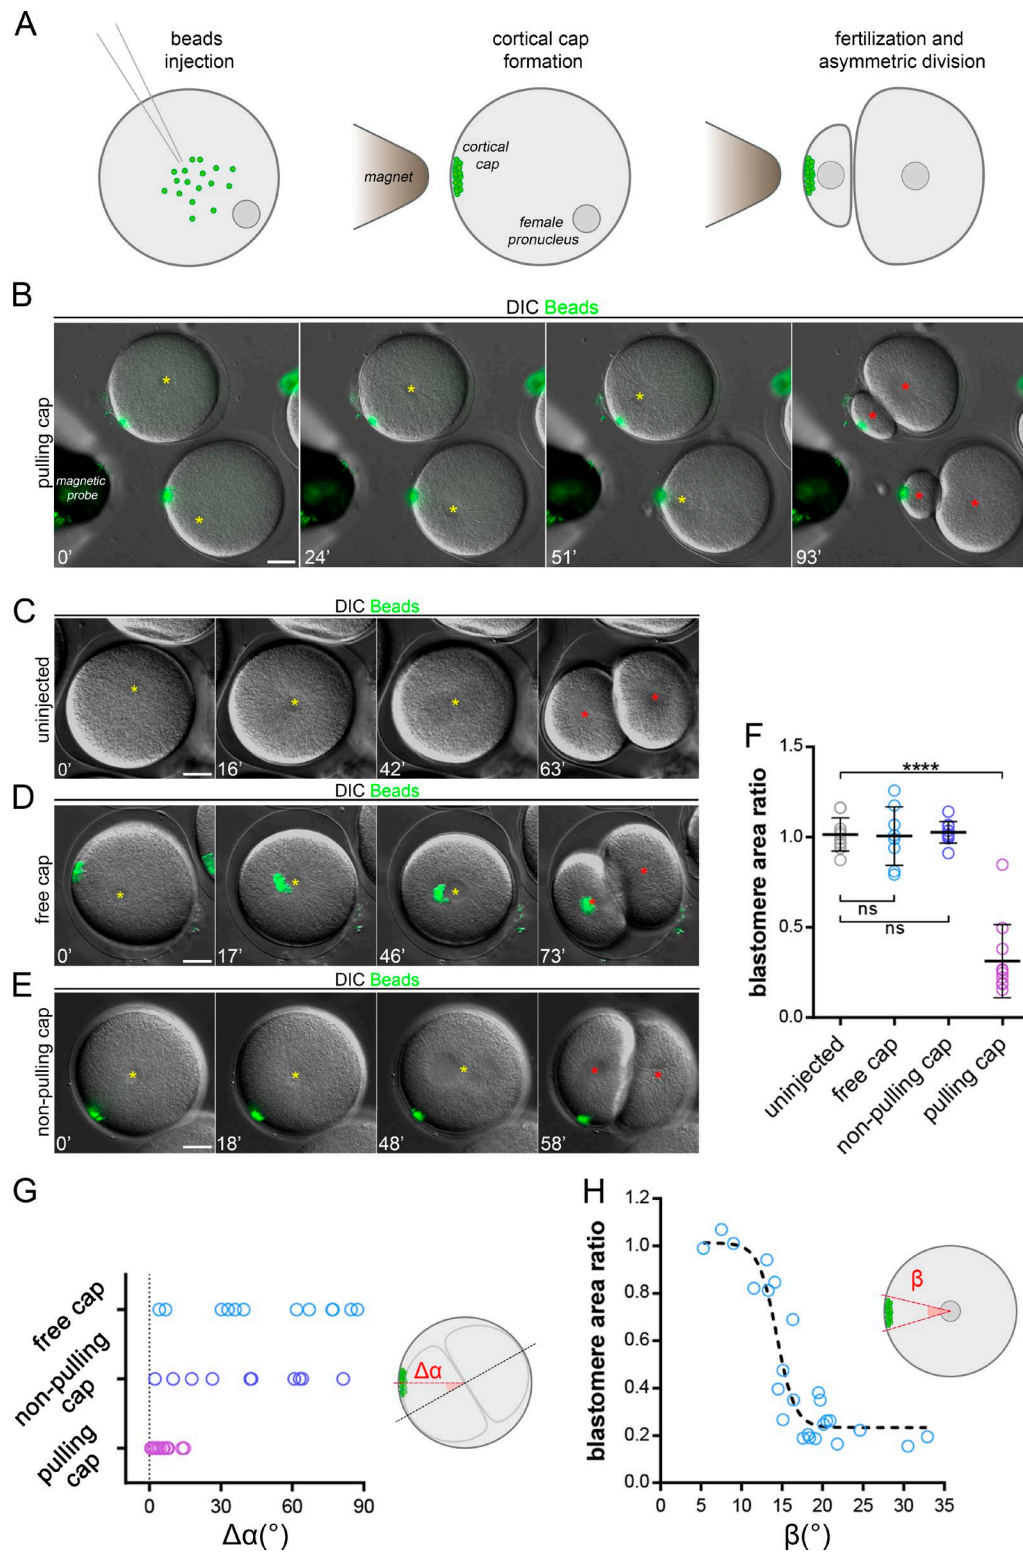 A
beads
injection
cortical cap
formation
fertilization and
asymmetric division
magnet
cortical
cap
female
pronucleus
B
DIC Beads
pulling cap
magnetic
probe
0’
24’
51’
93’
C
DIC Beads
uninjected
0’
16’
42’
63’
D
DIC Beads
free cap
0’
17’
46’
73’
E
DIC Beads
non-pulling cap
0’
18’
48’
58’
F
blastomere area ratio
1.5
1.0
0.5
0.0
****
ns
ns
uninjected
free cap
non-pulling cap
pulling cap
G
free cap
non-pulling
cap
pulling
cap
0
30
60
90
Δα(°)
Δα
H
blastomere area ratio
1.2
1.0
0.8
0.6
0.4
0.2
0.0
0
5
10
15
20
25
30
35
β(°)
β